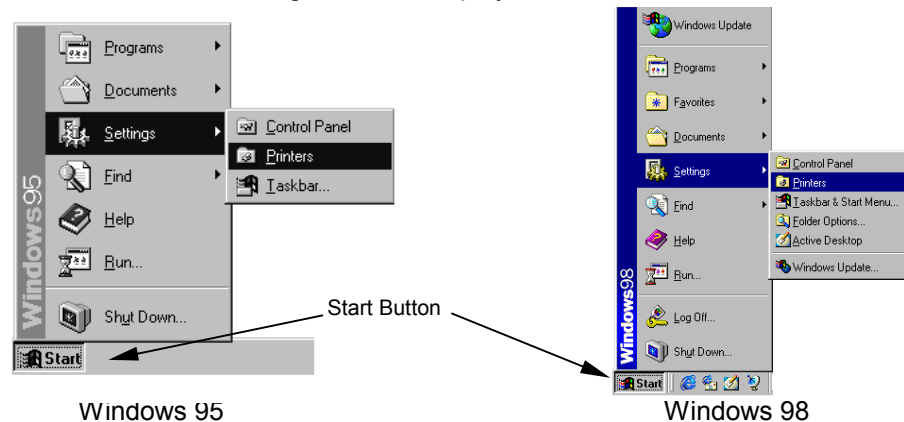 Programs
Documents
Settings
Find
Help
Run...
Shut Down...
Windows95
Start
Control Panel
Printers
Taskbar...
Start Button
Windows Update
Programs
Favorites
Documents
Settings
Find
Help
Run...
Log Off...
Shut Down...
Windows98
Start
Control Panel
Printers
Taskbar & Start Menu...
Folder Options...
Active Desktop
Windows Update...
Windows 95
Windows 98